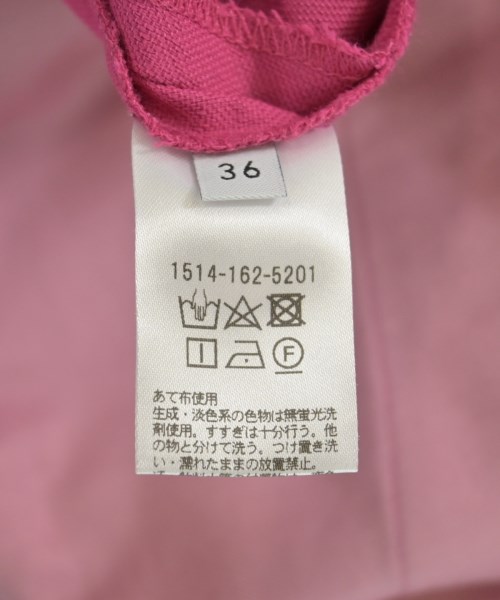 36
1514-162-5201
F
あて布使用
生成・淡色系の色物は無蛍光洗
剤使用。すすぎは十分行う。他
の物と分けて洗う。つけ置き洗
い・濡れたままの放置禁止。